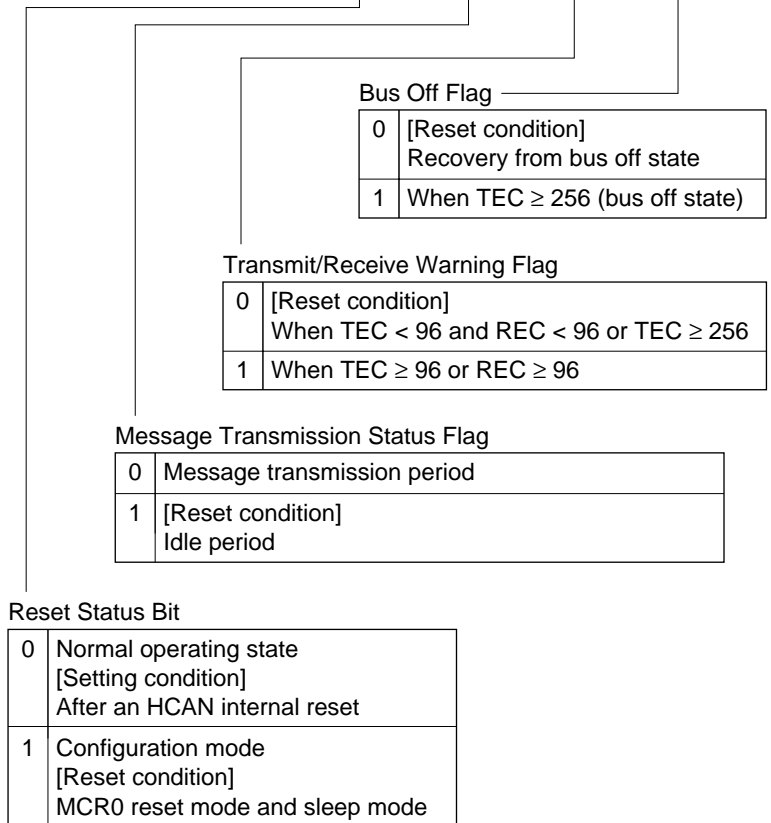 Bus Off Flag
0 [Reset condition]
Recovery from bus off state
1 When TEC ≥ 256 (bus off state)
Transmit/Receive Warning Flag
0 [Reset condition]
When TEC < 96 and REC < 96 or TEC ≥ 256
1 When TEC ≥ 96 or REC ≥ 96
Message Transmission Status Flag
0 Message transmission period
1 [Reset condition]
Idle period
Reset Status Bit
0 Normal operating state
[Setting condition]
After an HCAN internal reset
1 Configuration mode
[Reset condition]
MCR0 reset mode and sleep mode